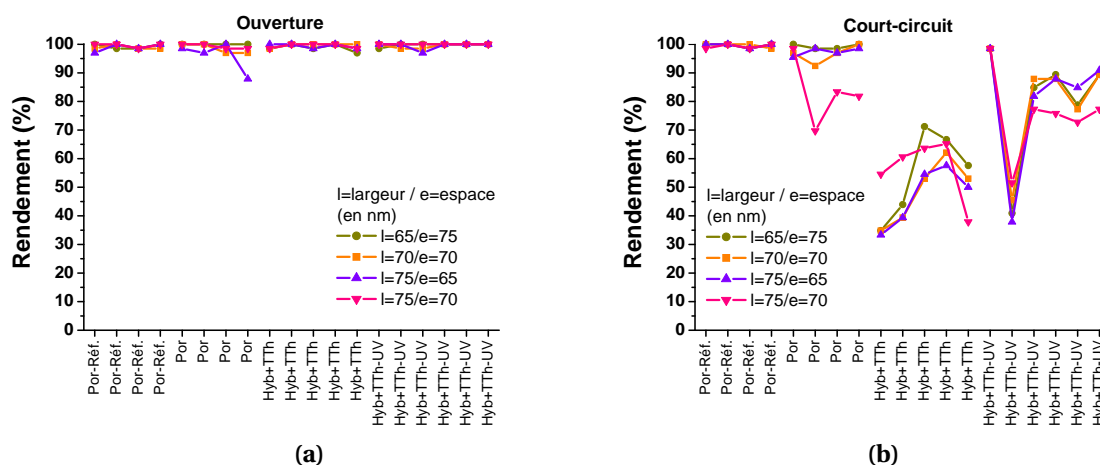 Ouverture
Rendement (%)
100
90
80
70
60
50
40
30
20
10
0
l=largeur / e=espace
(en nm)
l=65/e=75
l=70/e=70
l=75/e=65
l=75/e=70
Por-Réf.
Por-Réf.
Por-Réf.
Por-Réf.
Por
Por
Por
Por
Hyb+TTh
Hyb+TTh
Hyb+TTh
Hyb+TTh
Hyb+TTh
Hyb+TTh-UV
Hyb+TTh-UV
Hyb+TTh-UV
Hyb+TTh-UV
Hyb+TTh-UV
Hyb+TTh-UV
(a)
Court-circuit
Rendement (%)
100
90
80
70
60
50
40
30
20
10
0
l=largeur / e=espace
(en nm)
l=65/e=75
l=70/e=70
l=75/e=65
l=75/e=70
Por-Réf.
Por-Réf.
Por-Réf.
Por-Réf.
Por
Por
Por
Por
Hyb+TTh
Hyb+TTh
Hyb+TTh
Hyb+TTh
Hyb+TTh
Hyb+TTh-UV
Hyb+TTh-UV
Hyb+TTh-UV
Hyb+TTh-UV
Hyb+TTh-UV
Hyb+TTh-UV
(b)